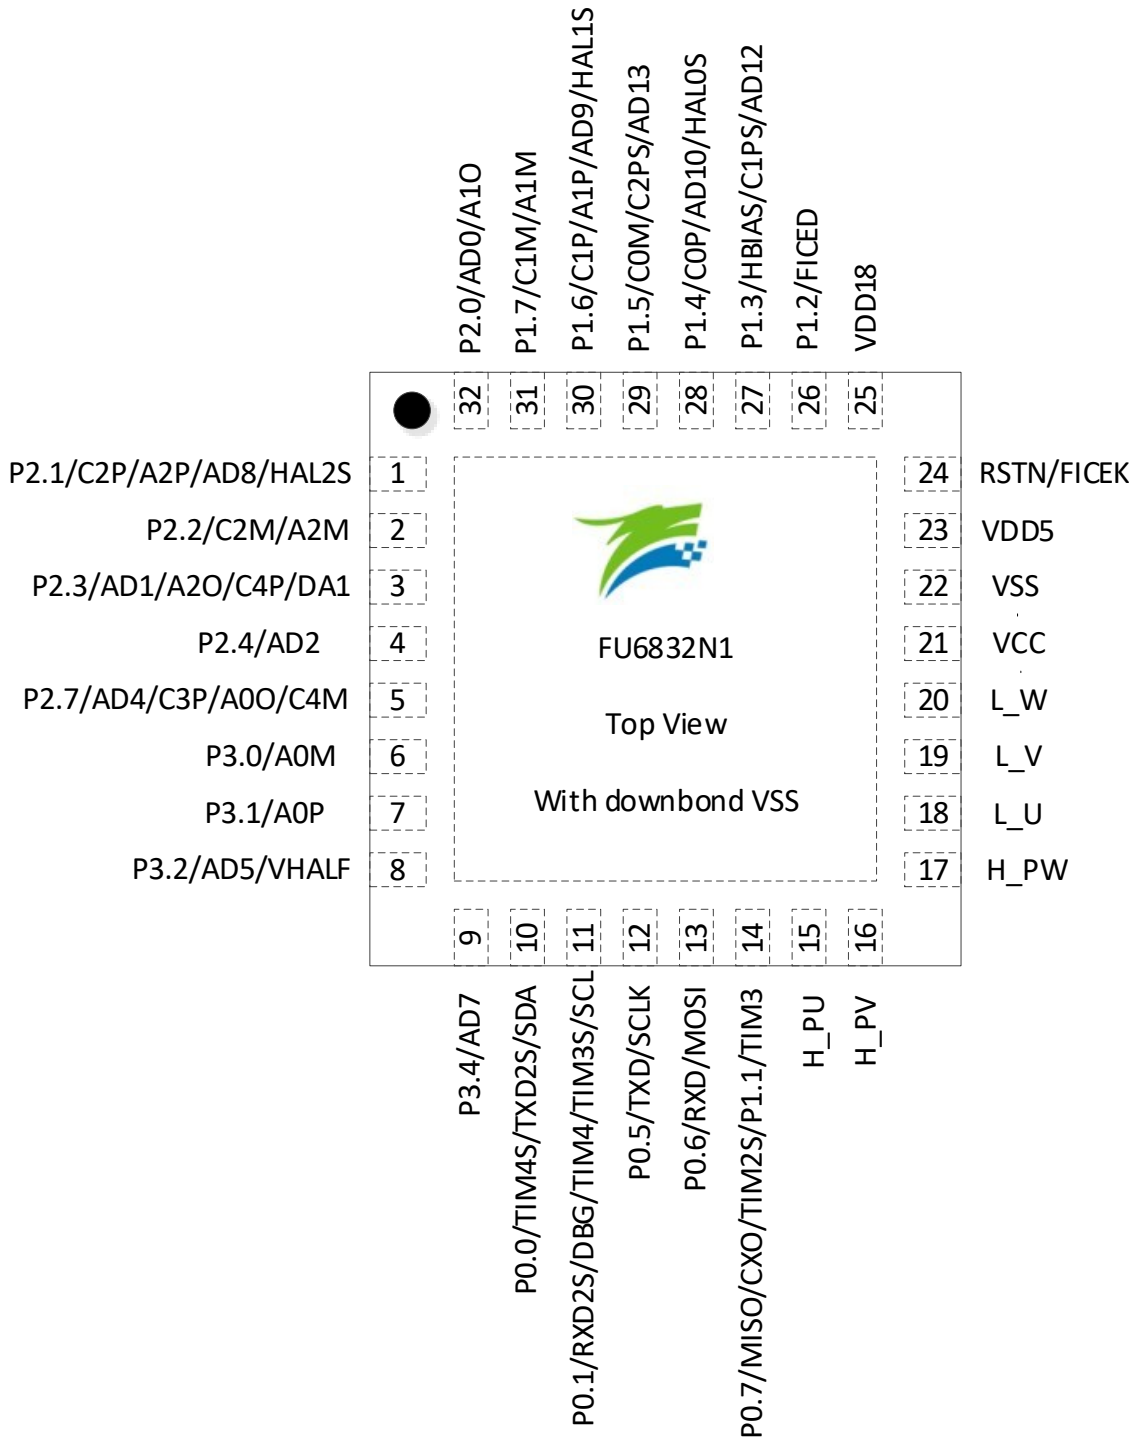 P2.0/AD0/A1O
P1.7/C1M/A1M
P1.6/C1P/A1P/AD9/HAL1S
P1.5/C0M/C2PS/AD13
P1.4/C0P/AD10/HAL0S
P1.3/HBIAS/C1PS/AD12
P1.2/FICED
VDD18
32
31
30
29
28
27
26
25
P2.1/C2P/A2P/AD8/HAL2S 1
P2.2/C2M/A2M 2
P2.3/AD1/A2O/C4P/DA1 3
P2.4/AD2 4
P2.7/AD4/C3P/A0O/C4M 5
P3.0/A0M 6
P3.1/A0P 7
P3.2/AD5/VHALF 8
FU6832N1
Top View
With downbond VSS
24 RSTN/FICEK
23 VDD5
22 VSS
21 VCC
20 L_W
19 L_V
18 L_U
17 H_PW
9
10
11
12
13
14
15
16
P3.4/AD7
P0.0/TIM4S/TXD2S/SDA
P0.1/RXD2S/DBG/TIM4/TIM3S/SCL
P0.5/TXD/SCLK
P0.6/RXD/MOSI
P0.7/MISO/CXO/TIM2S/P1.1/TIM3
H_PU
H_PV